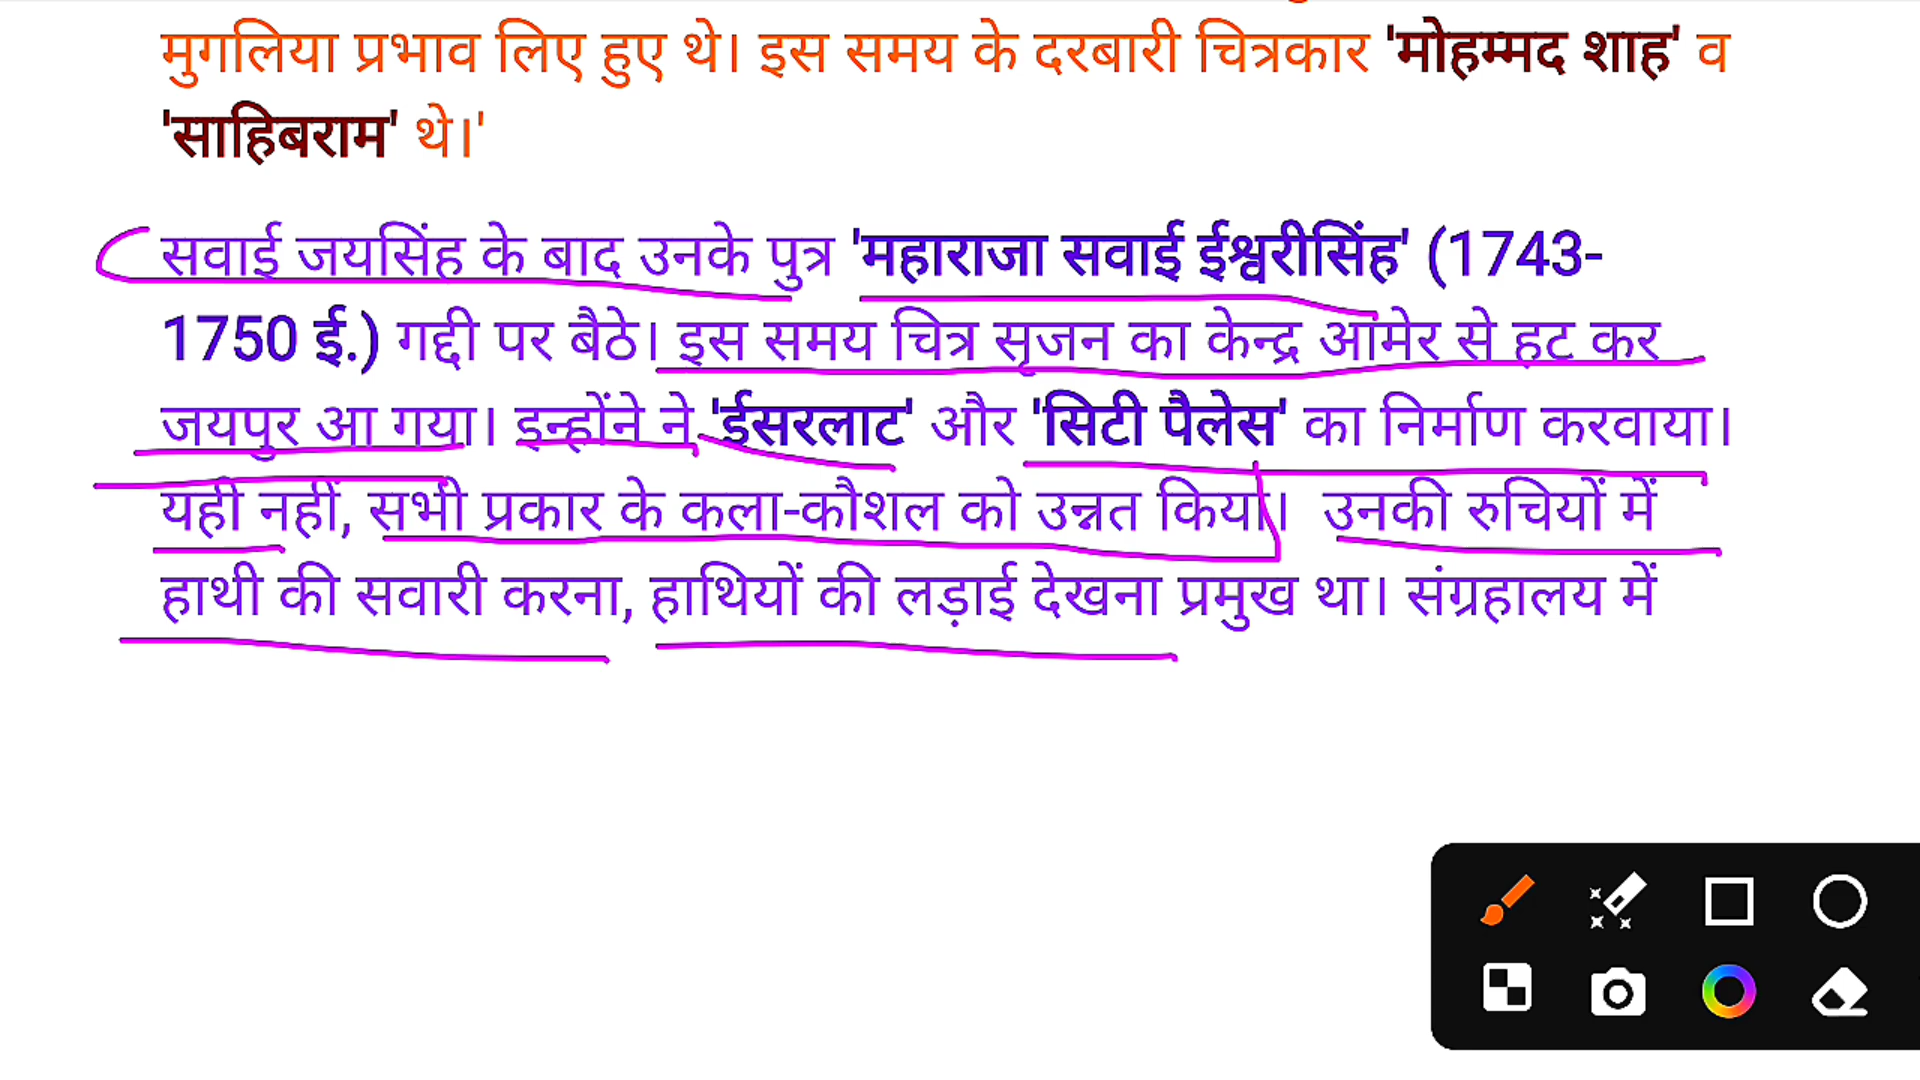 मुगलिया प्रभाव लिए हुए थे। इस समय के दरबारी चित्रकार 'मोहम्मद शाह' व
'साहिबराम' थे।'
सवाई जयसिंह के बाद उनके पुत्र 'महाराजा सवाई ईश्वरीसिंह' (1743-
1750 ई.) गद्दी पर बैठे। इस समय चित्र सृजन का केन्द्र आमेर से हट कर
जयपुर आ गया। इन्होंने ने 'ईसरलाट' और 'सिटी पैलेस' का निर्माण करवाया।
यही नहीं, सभी प्रकार के कला-कौशल को उन्नत किया। उनकी रुचियों में
हाथी की सवारी करना, हाथियों की लड़ाई देखना प्रमुख था। संग्रहालय में